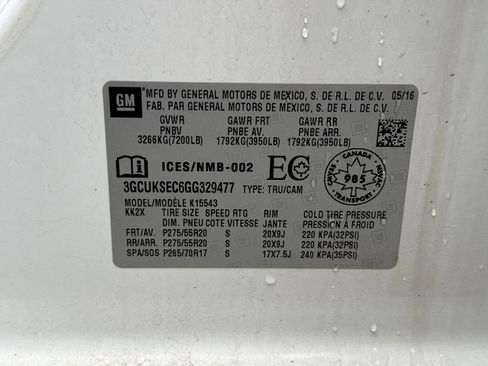 GM
MFD BY GENERAL MOTORS DE MEXICO, S. DE R.L. DE C.V. 05/16
FAB. PAR GENERAL MOTORS DE MEXICO, S. DE R.L. DE C.V.
GVWR GAWR FRT GAWR RR
PNBV PNBE AV. PNBE ARR.
3266KG(7200LB) 1792KG(3950LB) 1792KG(3950LB)
i ICES/NMB-002 EC
CMVSS CANADA NSVAC
985
TRANSPORT
3GCUKSEC6GG329477 TYPE: TRU/CAM
MODEL/MODÈLE K15543
KK2X TIRE SIZE SPEED RTG RIM COLD TIRE PRESSURE
DIM. PNEU COTE VITESSE JANTE PRESSION À FROID
FRT/AV. P275/55R20 S 20X9J 220 KPA(32PSI)
RR/ARR. P275/55R20 S 20X9J 220 KPA(32PSI)
SPA/SOS P265/70R17 S 17X7.5J 240 KPA(35PSI)